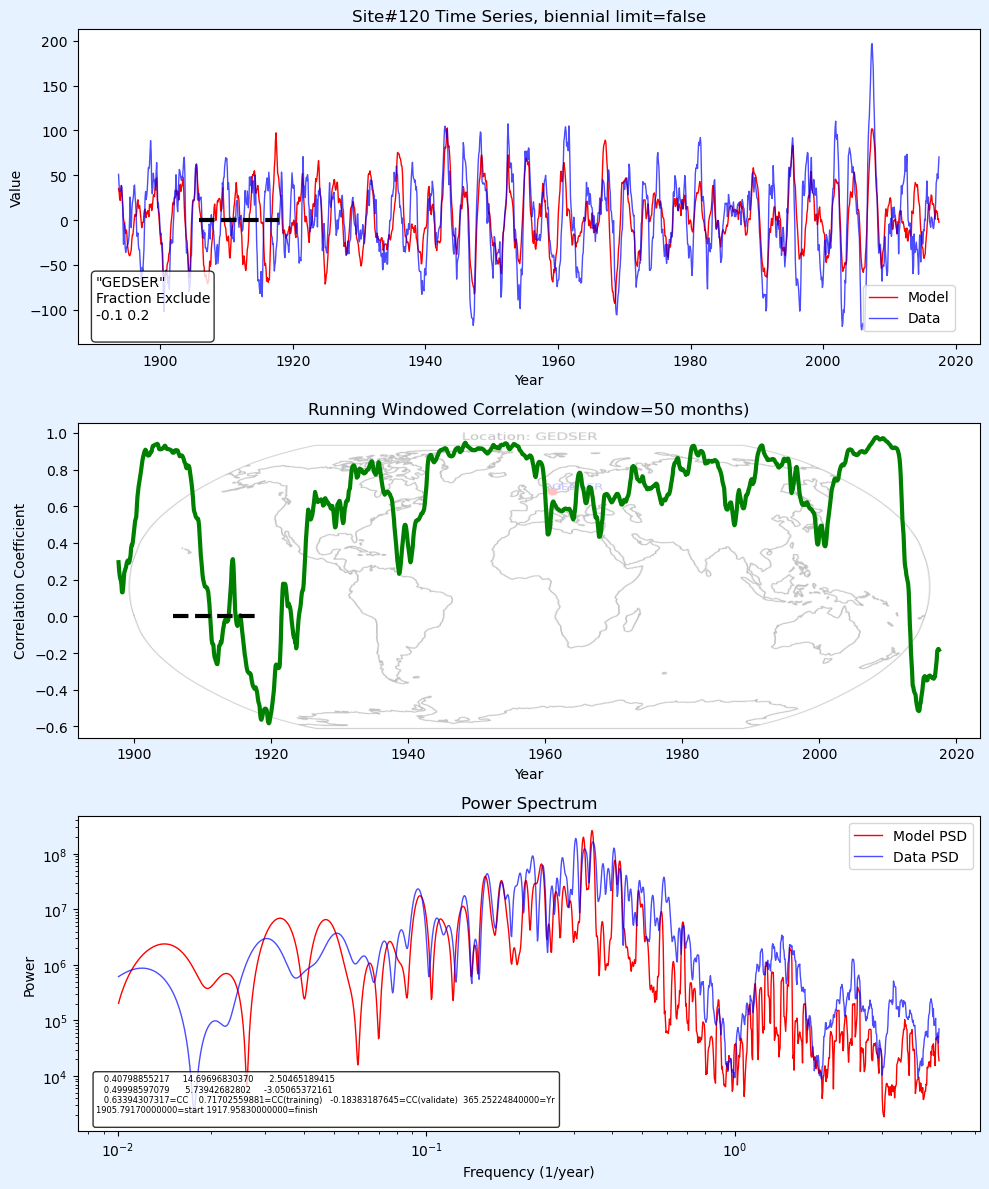 Site#120 Time Series, biennial limit=false
200
150
100
50
0
−50
−100
Value
"GEDSER"
Fraction Exclude
-0.1 0.2
Model
Data
1900 1920 1940 1960 1980 2000 2020
Year
Running Windowed Correlation (window=50 months)
Location: GEDSER
GEDSER
1.0
0.8
0.6
0.4
0.2
0.0
−0.2
−0.4
−0.6
Correlation Coefficient
1900 1920 1940 1960 1980 2000 2020
Year
Power Spectrum
Model PSD
Data PSD
10^8
10^7
10^6
10^5
10^4
Power
0.40798855217 14.69696830370 2.50465189415
0.49998597079 5.73942682802 -3.05065372161
0.63394307317=CC 0.71702559881=CC(training) -0.18383187645=CC(validate) 365.25224840000=Yr
1905.79170000000=start 1917.95830000000=finish
10^−2 10^−1 10^0
Frequency (1/year)